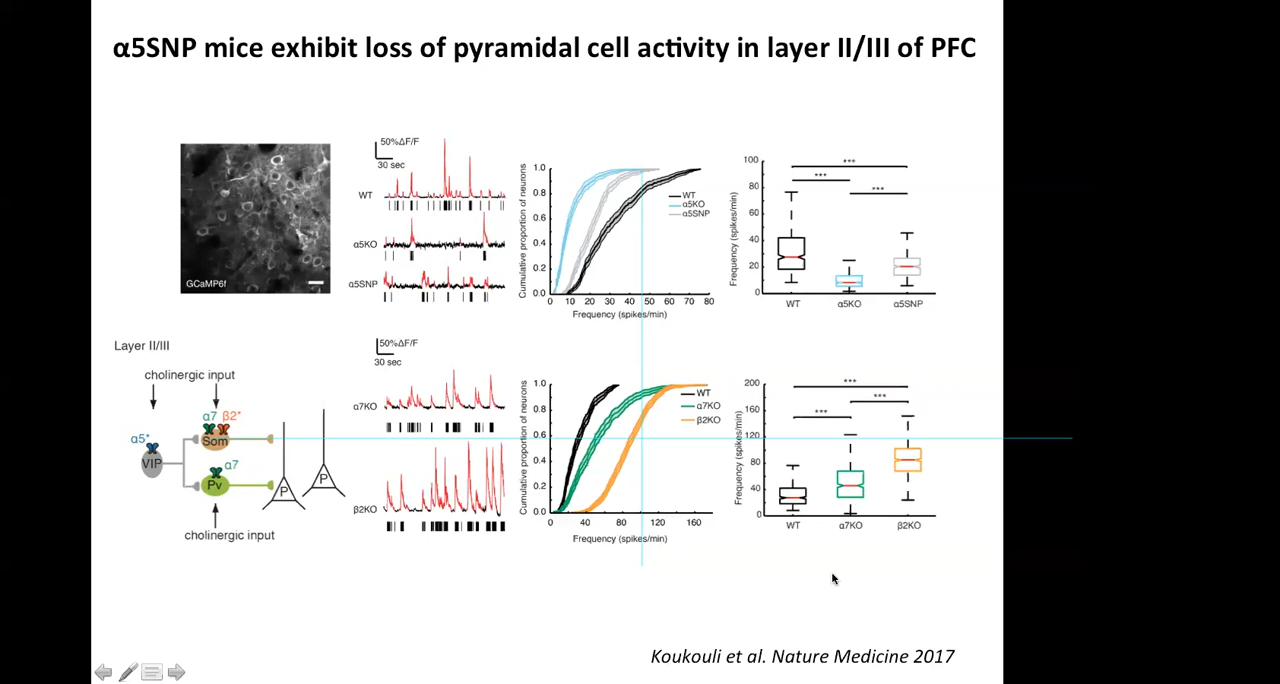 α5SNP mice exhibit loss of pyramidal cell activity in layer II/III of PFC
GCaMP6f
50%ΔF/F
30 sec
WT
α5KO
α5SNP
Cumulative proportion of neurons
1.0
0.8
0.6
0.4
0.2
0.0
0 10 20 30 40 50 60 70 80
Frequency (spikes/min)
WT
α5KO
α5SNP
Frequency (spikes/min)
100
80
60
40
20
0
***
***
***
WT α5KO α5SNP
Layer II/III
cholinergic input
α7 β2*
α5*
Som
VIP
α7
Pv
P
P
cholinergic input
50%ΔF/F
30 sec
α7KO
β2KO
Cumulative proportion of neurons
1.0
0.8
0.6
0.4
0.2
0.0
0 40 80 120 160
Frequency (spikes/min)
WT
α7KO
β2KO
Frequency (spikes/min)
200
160
120
80
40
0
***
***
***
WT α7KO β2KO
Koukouli et al. Nature Medicine 2017